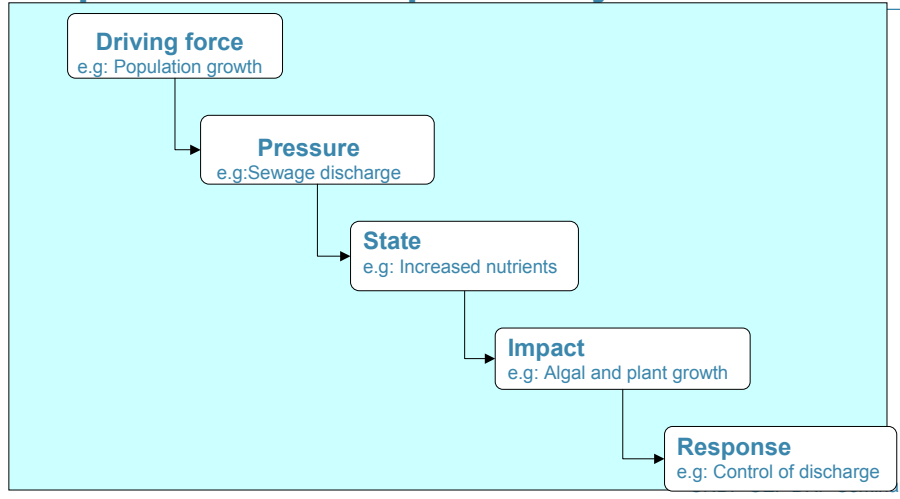 Driving force
e.g: Population growth
Pressure
e.g:Sewage discharge
State
e.g: Increased nutrients
Impact
e.g: Algal and plant growth
Response
e.g: Control of discharge